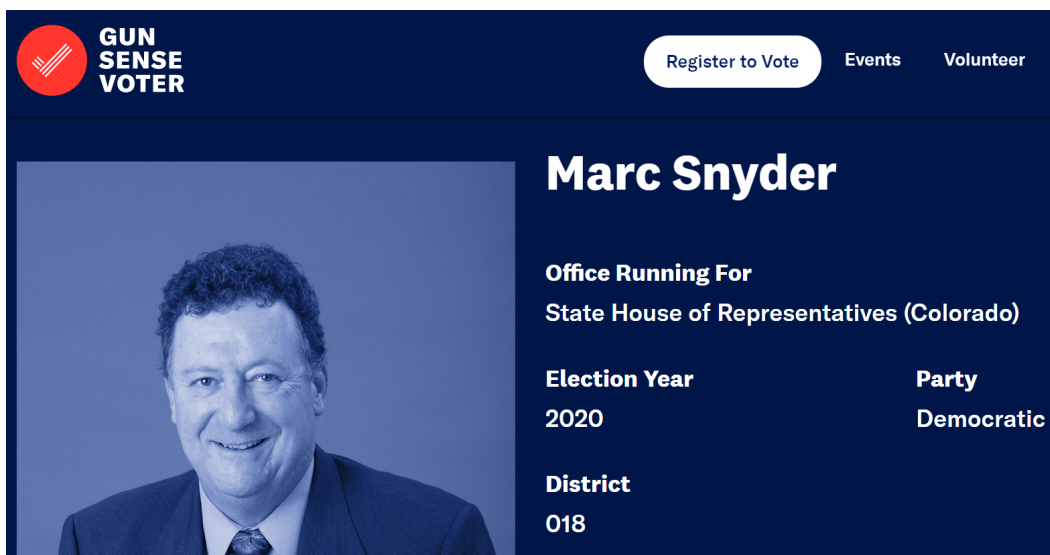 GUN
SENSE
VOTER
Register to Vote
Events
Volunteer
Marc Snyder
Office Running For
State House of Representatives (Colorado)
Election Year
2020
Party
Democratic
District
018